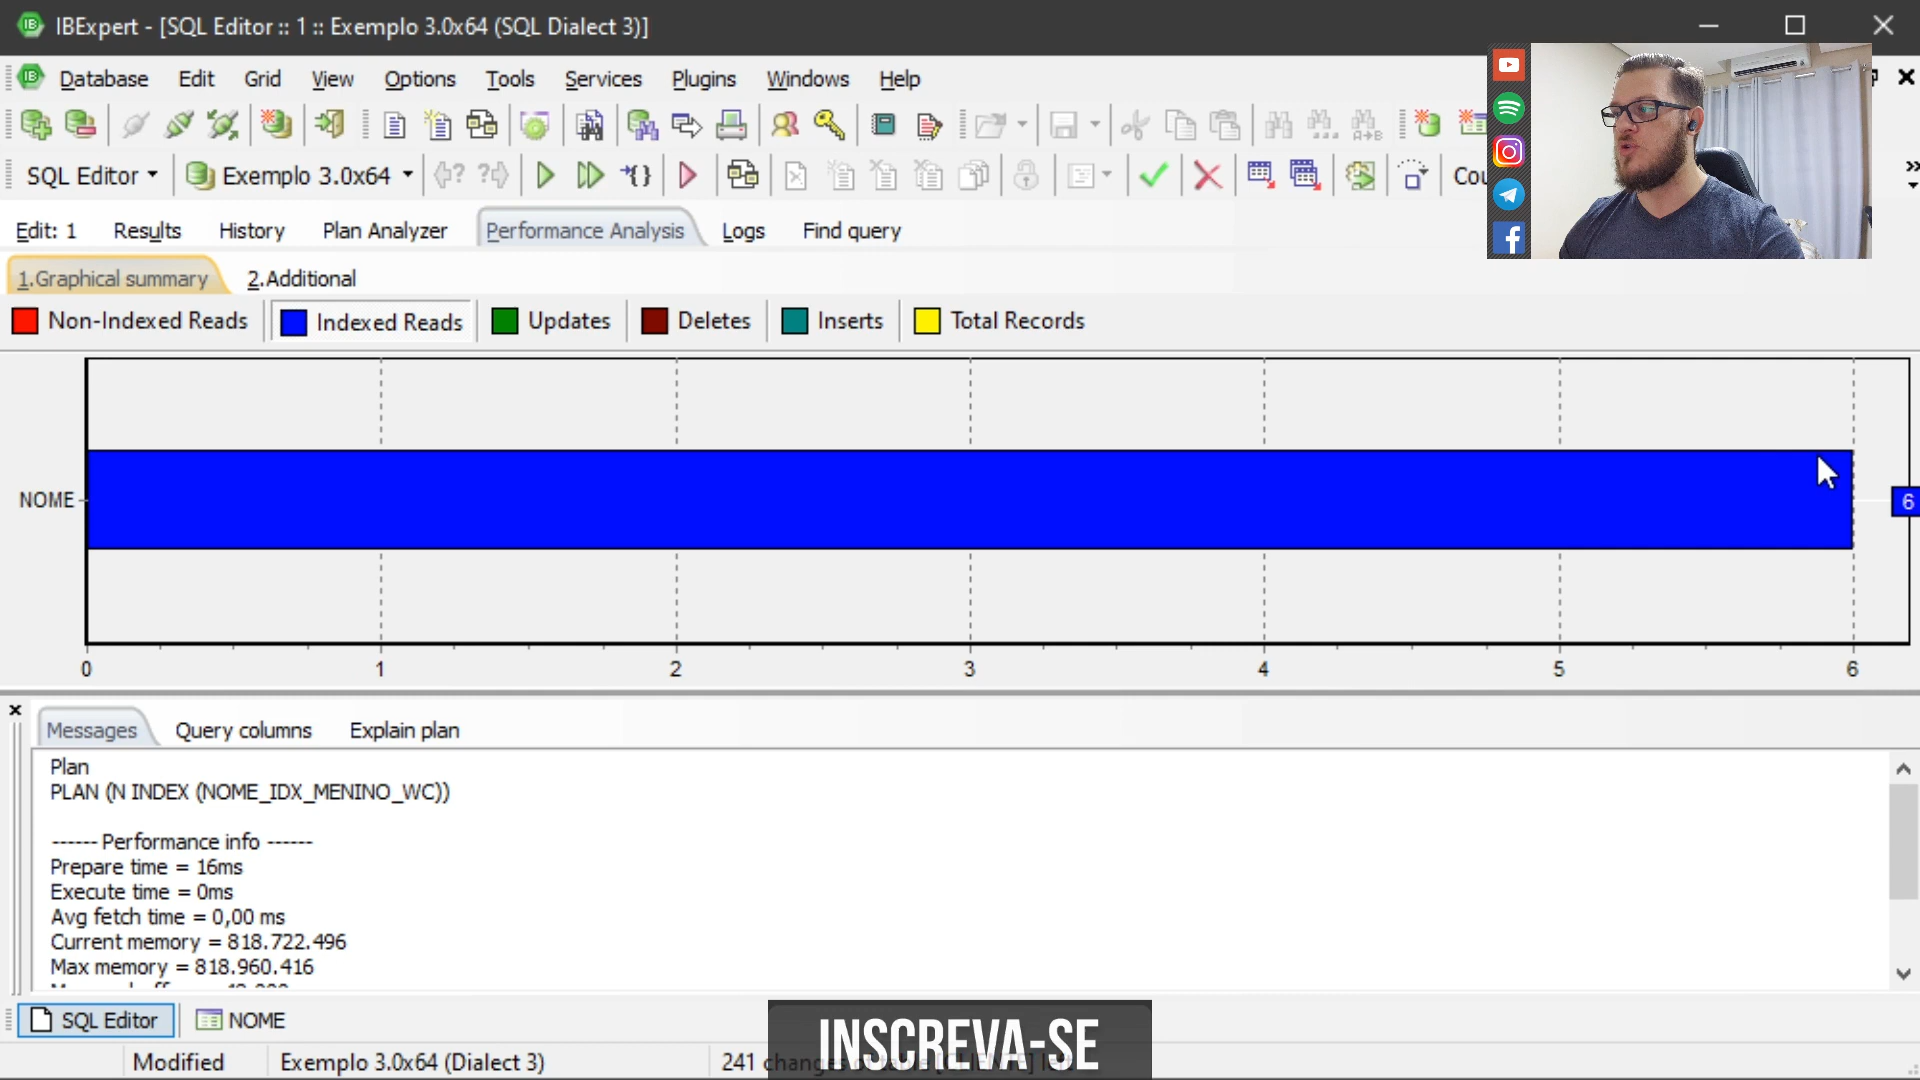 IBExpert - [SQL Editor :: 1 :: Exemplo 3.0x64 (SQL Dialect 3)]
Database Edit Grid View Options Tools Services Plugins Windows Help
SQL Editor Exemplo 3.0x64
Edit: 1 Results History Plan Analyzer Performance Analysis Logs Find query
1.Graphical summary 2.Additional
Non-Indexed Reads Indexed Reads Updates Deletes Inserts Total Records
NOME
6
0 1 2 3 4 5 6
Messages Query columns Explain plan
Plan
PLAN (N INDEX (NOME_IDX_MENINO_WC))
------ Performance info ------
Prepare time = 16ms
Execute time = 0ms
Avg fetch time = 0,00 ms
Current memory = 818.722.496
Max memory = 818.960.416
SQL Editor NOME
INSCREVA-SE
Modified Exemplo 3.0x64 (Dialect 3) 241 changes